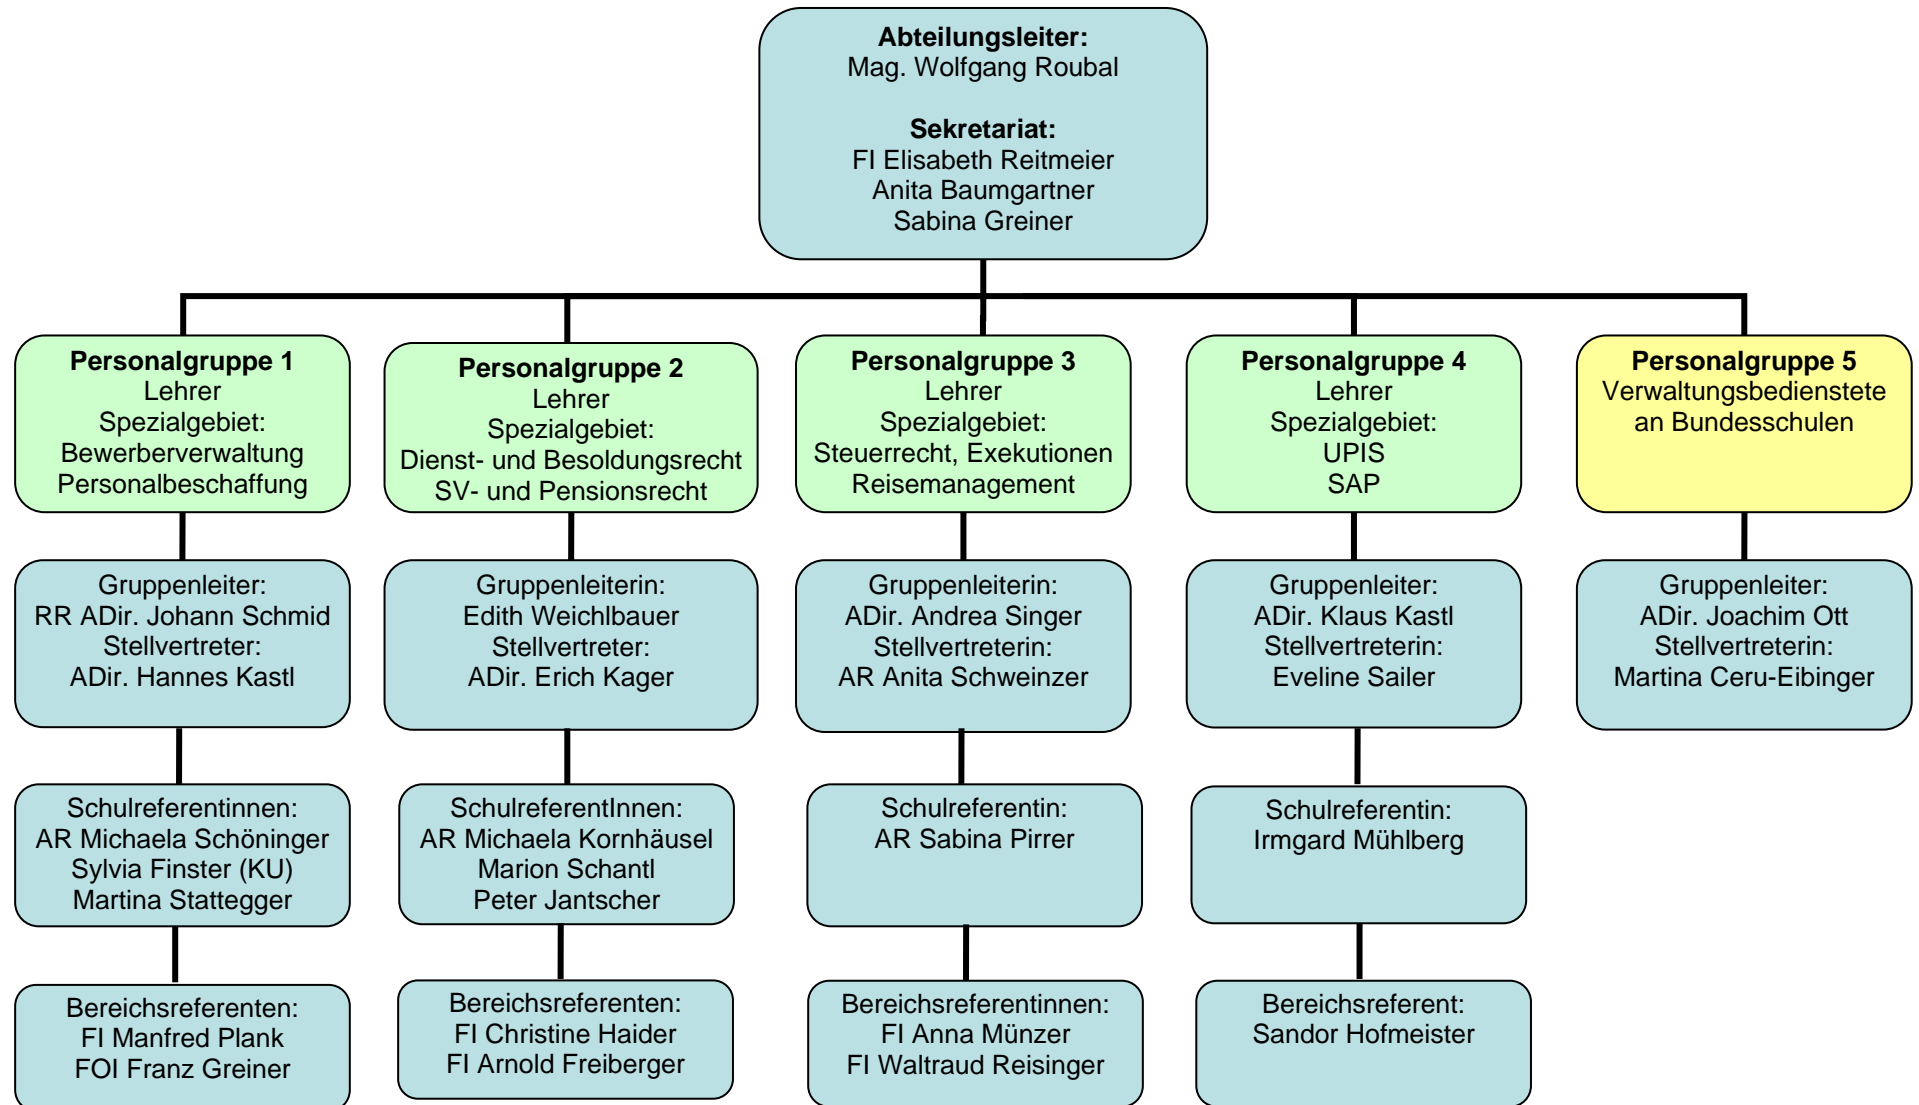 Abteilungsleiter:
Mag. Wolfgang Roubal
Sekretariat:
FI Elisabeth Reitmeier
Anita Baumgartner
Sabina Greiner
Personalgruppe 1
Lehrer
Spezialgebiet:
Bewerberverwaltung
Personalbeschaffung
Personalgruppe 2
Lehrer
Spezialgebiet:
Dienst- und Besoldungsrecht
SV- und Pensionsrecht
Personalgruppe 3
Lehrer
Spezialgebiet:
Steuerrecht, Exekutionen
Reisemanagement
Personalgruppe 4
Lehrer
Spezialgebiet:
UPIS
SAP
Personalgruppe 5
Verwaltungsbedienstete
an Bundesschulen
Gruppenleiter:
RR ADir. Johann Schmid
Stellvertreter:
ADir. Hannes Kastl
Gruppenleiterin:
Edith Weichlbauer
Stellvertreter:
ADir. Erich Kager
Gruppenleiterin:
ADir. Andrea Singer
Stellvertreterin:
AR Anita Schweinzer
Gruppenleiter:
ADir. Klaus Kastl
Stellvertreterin:
Eveline Sailer
Gruppenleiter:
ADir. Joachim Ott
Stellvertreterin:
Martina Ceru-Eibinger
Schulreferentinnen:
AR Michaela Schöninger
Sylvia Finster (KU)
Martina Stattegger
SchulreferentInnen:
AR Michaela Kornhäusel
Marion Schantl
Peter Jantscher
Schulreferentin:
AR Sabina Pirrer
Schulreferentin:
Irmgard Mühlberg
Bereichsreferenten:
FI Manfred Plank
FOI Franz Greiner
Bereichsreferenten:
FI Christine Haider
FI Arnold Freiberger
Bereichsreferentinnen:
FI Anna Münzer
FI Waltraud Reisinger
Bereichsreferent:
Sandor Hofmeister